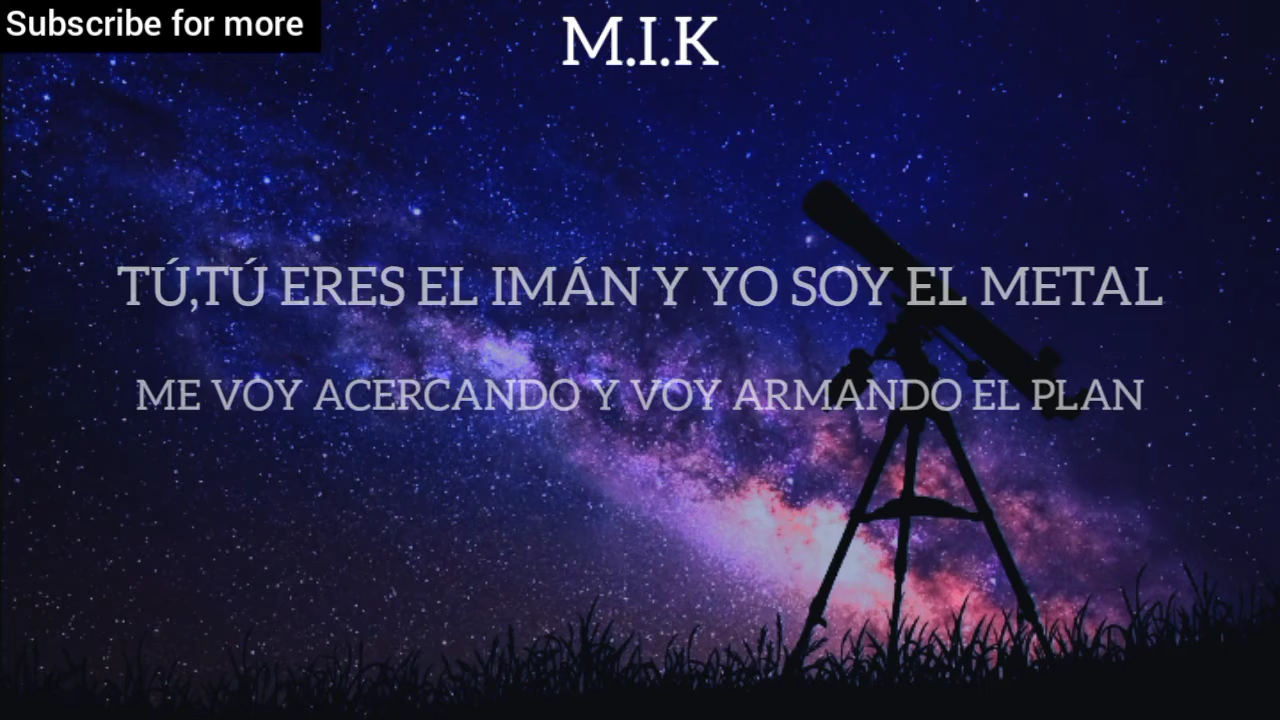 Subscribe for more
M.I.K
TÚ,TÚ ERES EL IMÁN Y YO SOY EL METAL
ME VOY ACERCANDO Y VOY ARMANDO EL PLAN